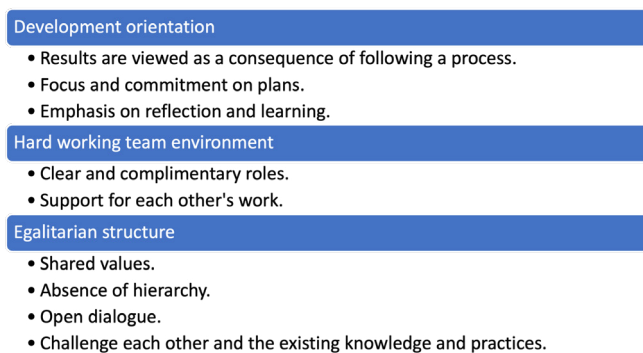 Development orientation
• Results are viewed as a consequence of following a process.
• Focus and commitment on plans.
• Emphasis on reflection and learning.
Hard working team environment
• Clear and complimentary roles.
• Support for each other's work.
Egalitarian structure
• Shared values.
• Absence of hierarchy.
• Open dialogue.
• Challenge each other and the existing knowledge and practices.